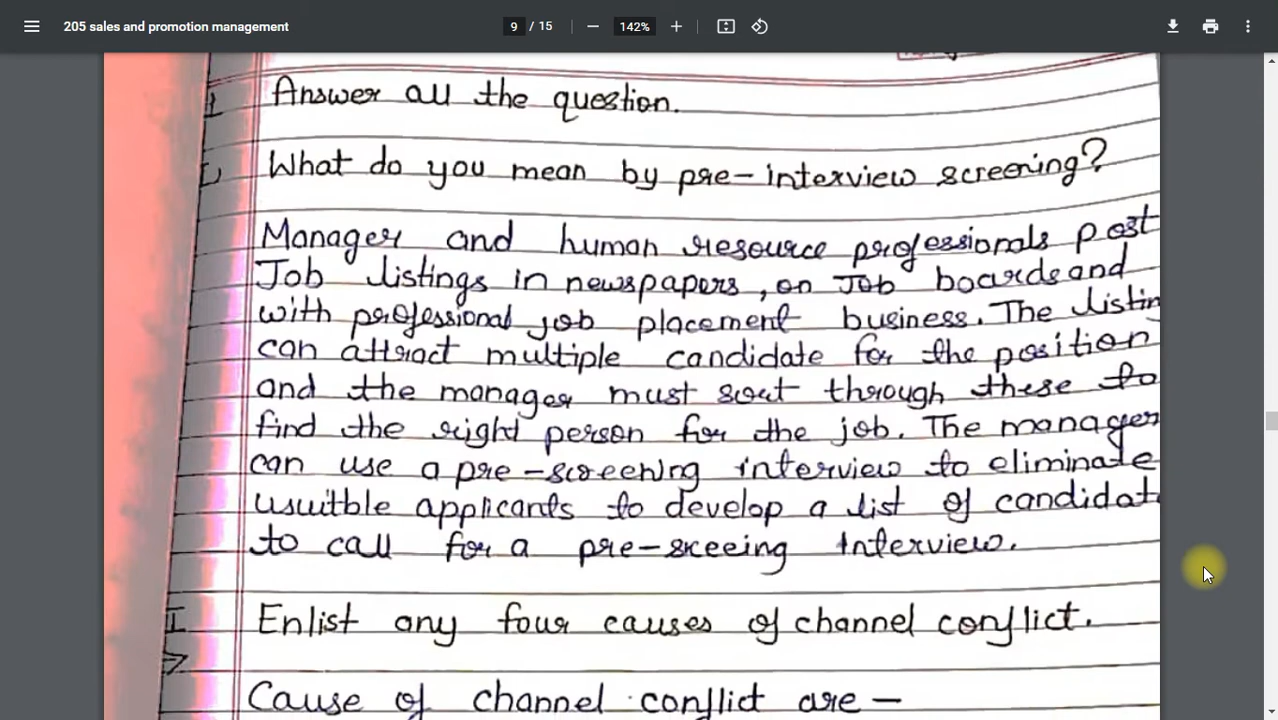 205 sales and promotion management
9 / 15
142%
1 Answer all the question.
What do you mean by pre-interview screening?
Manager and human resource professionals post
Job listings in newspapers, on Job boards and
with professional job placement business. The listin
can attract multiple candidate for the position
and the manager must sort through these to
find the right person for the job. The manager
can use a pre-screening interview to eliminate
usuitble applicants to develop a list of candidat
to call for a pre-skeeing Interview.
I Enlist any four causes of channel conflict.
Cause of channel conflict are -